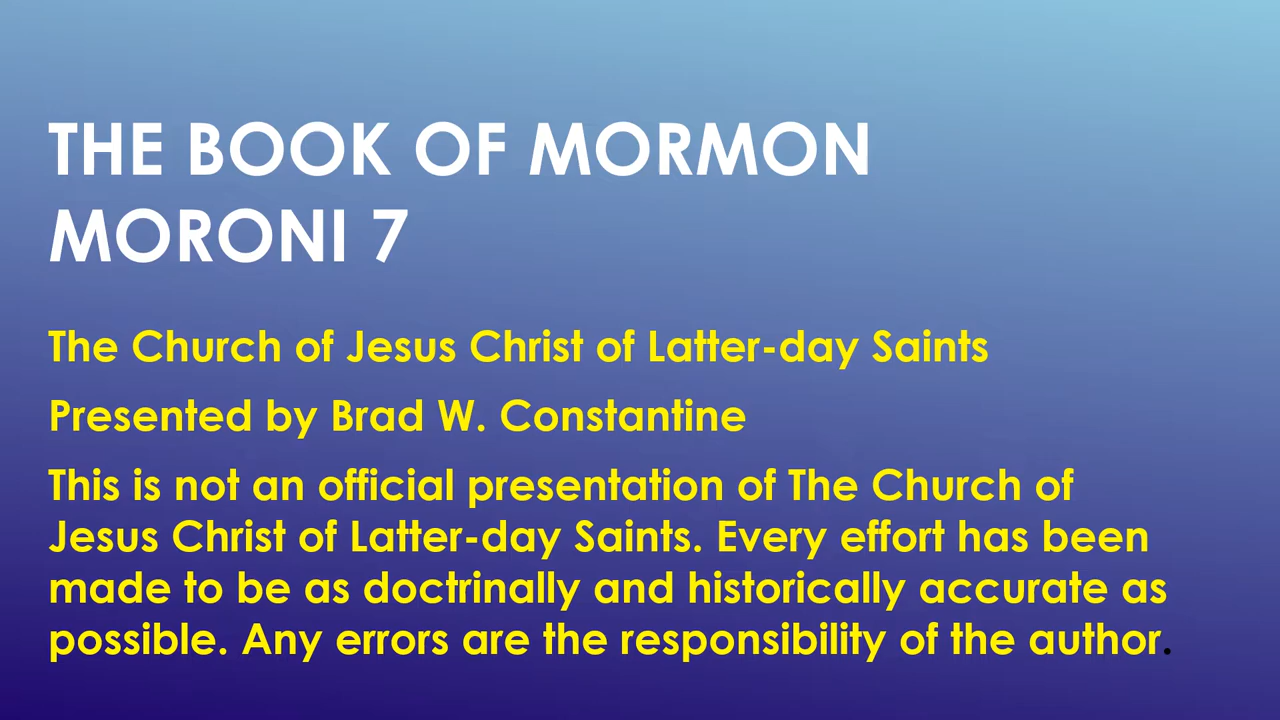 THE BOOK OF MORMON
MORONI 7
The Church of Jesus Christ of Latter-day Saints
Presented by Brad W. Constantine
This is not an official presentation of The Church of
Jesus Christ of Latter-day Saints. Every effort has been
made to be as doctrinally and historically accurate as
possible. Any errors are the responsibility of the author.